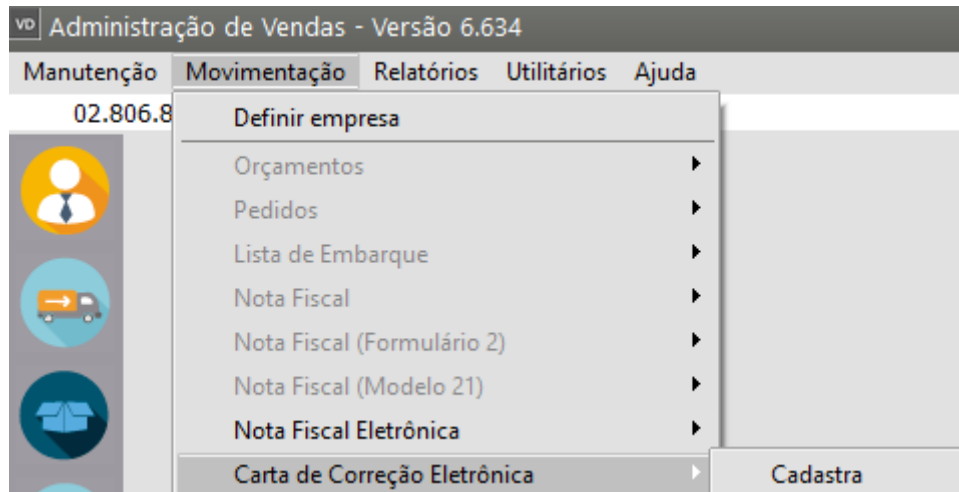 VD Administração de Vendas - Versão 6.634
Manutenção Movimentação Relatórios Utilitários Ajuda
02.806.8
Definir empresa
Orçamentos
Pedidos
Lista de Embarque
Nota Fiscal
Nota Fiscal (Formulário 2)
Nota Fiscal (Modelo 21)
Nota Fiscal Eletrônica
Carta de Correção Eletrônica Cadastra